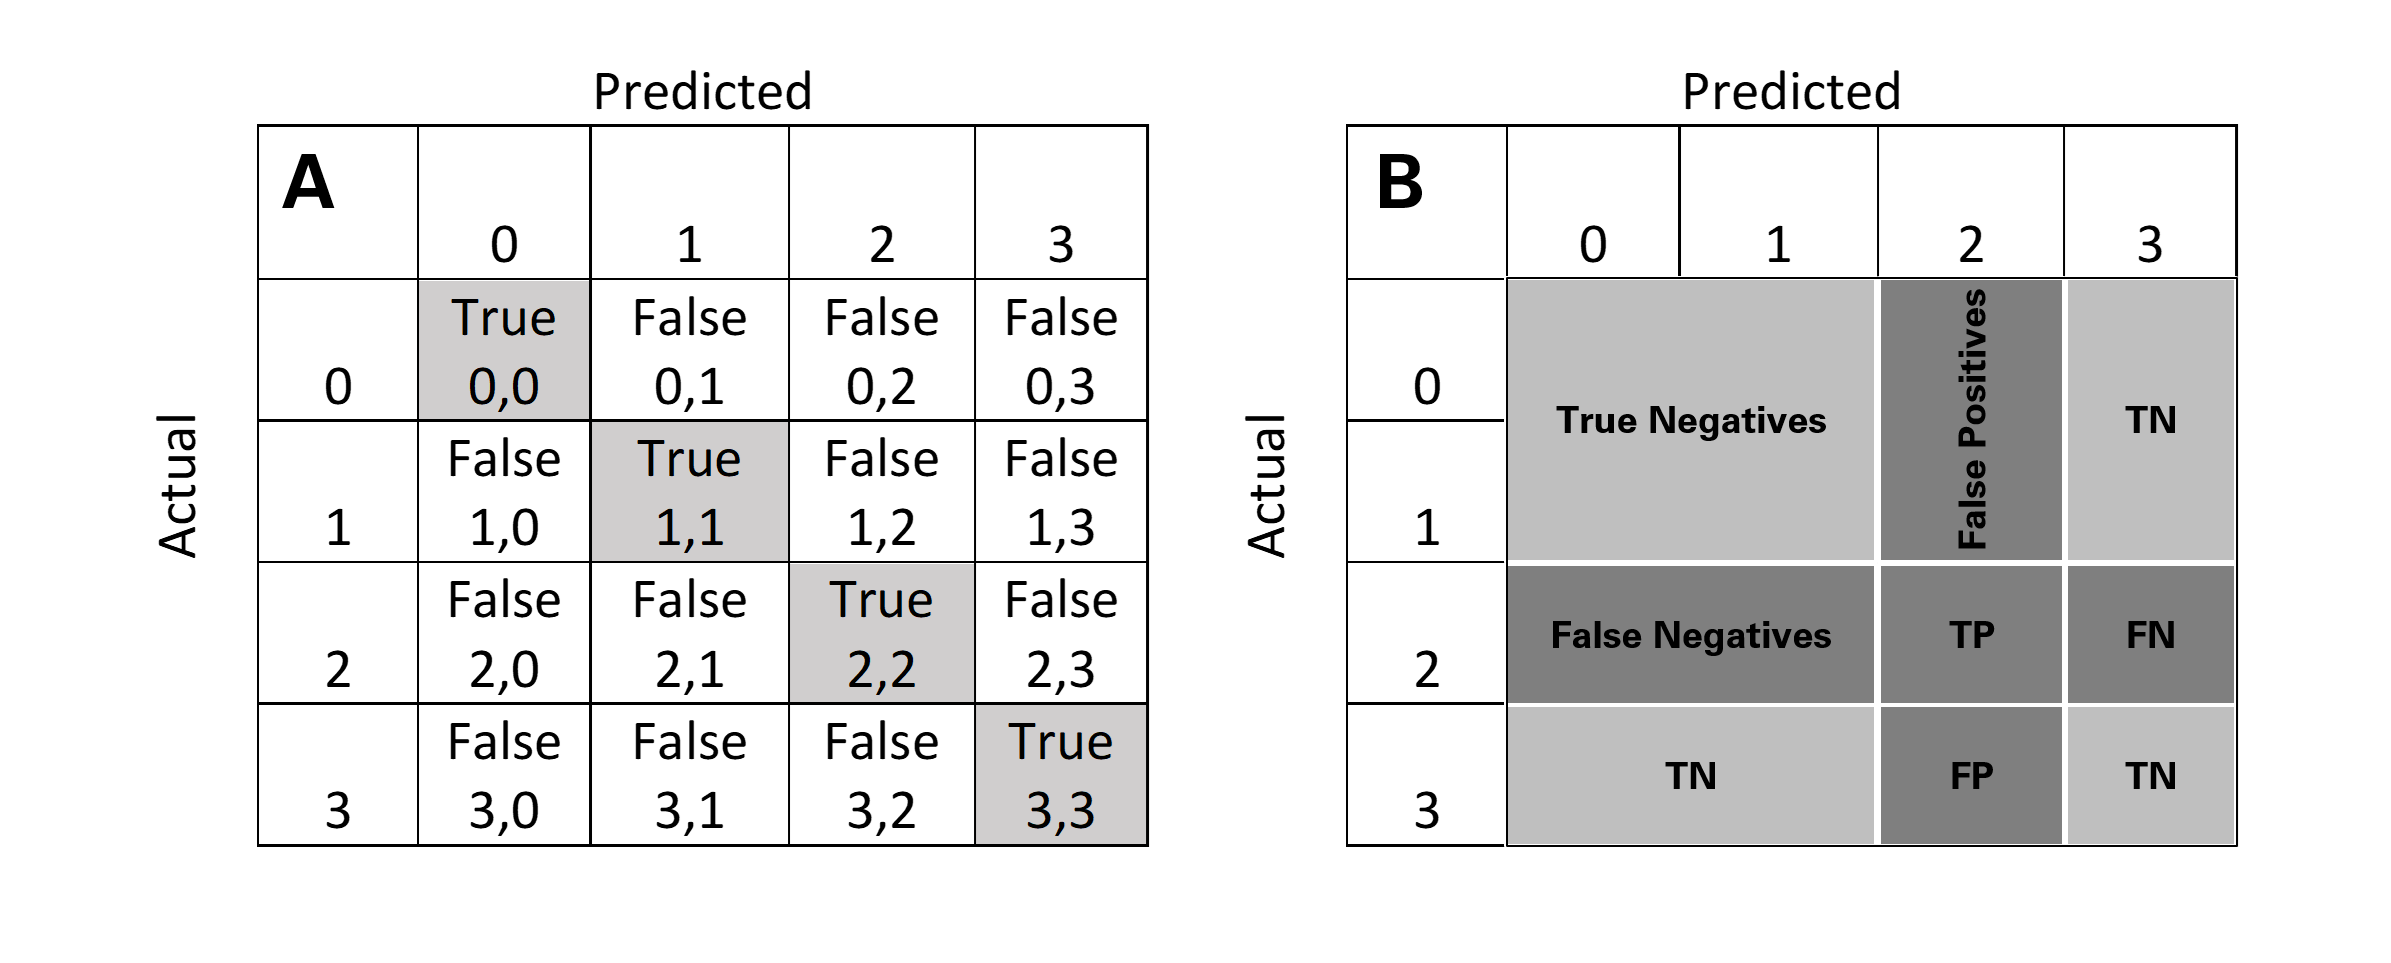 Predicted
A
0 1 2 3
Actual
0
True False False False
0,0 0,1 0,2 0,3
1
False True False False
1,0 1,1 1,2 1,3
2
False False True False
2,0 2,1 2,2 2,3
3
False False False True
3,0 3,1 3,2 3,3
Predicted
B
0 1 2 3
Actual
0
1
True Negatives
False Positives
TN
2
False Negatives TP FN
3
TN FP TN